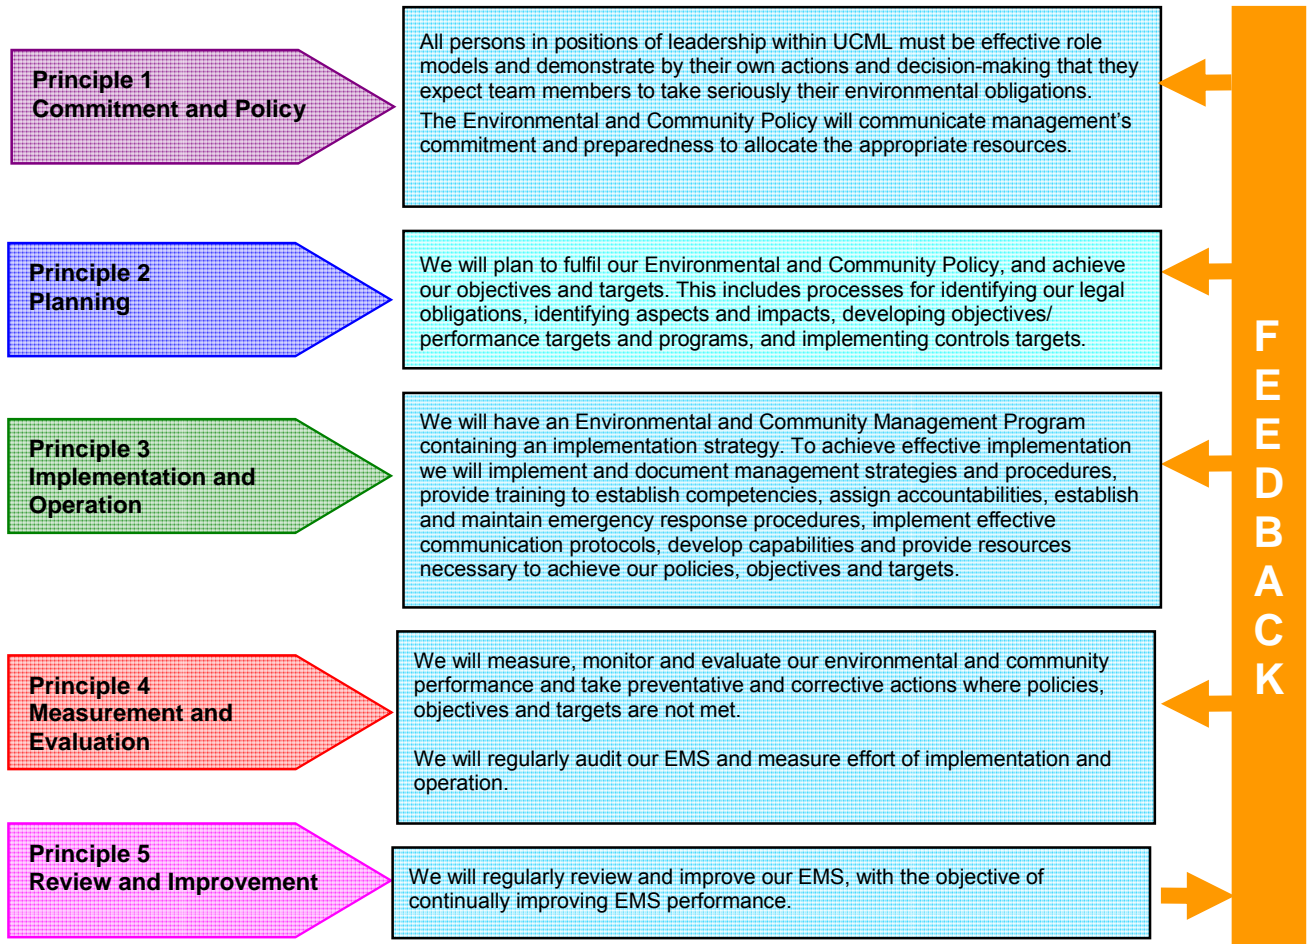 Principle 1
Commitment and Policy
All persons in positions of leadership within UCML must be effective role
models and demonstrate by their own actions and decision-making that they
expect team members to take seriously their environmental obligations.
The Environmental and Community Policy will communicate management’s
commitment and preparedness to allocate the appropriate resources.
Principle 2
Planning
We will plan to fulfil our Environmental and Community Policy, and achieve
our objectives and targets. This includes processes for identifying our legal
obligations, identifying aspects and impacts, developing objectives/
performance targets and programs, and implementing controls targets.
Principle 3
Implementation and
Operation
We will have an Environmental and Community Management Program
containing an implementation strategy. To achieve effective implementation
we will implement and document management strategies and procedures,
provide training to establish competencies, assign accountabilities, establish
and maintain emergency response procedures, implement effective
communication protocols, develop capabilities and provide resources
necessary to achieve our policies, objectives and targets.
Principle 4
Measurement and
Evaluation
We will measure, monitor and evaluate our environmental and community
performance and take preventative and corrective actions where policies,
objectives and targets are not met.
We will regularly audit our EMS and measure effort of implementation and
operation.
Principle 5
Review and Improvement
We will regularly review and improve our EMS, with the objective of
continually improving EMS performance.
F
E
E
D
B
A
C
K